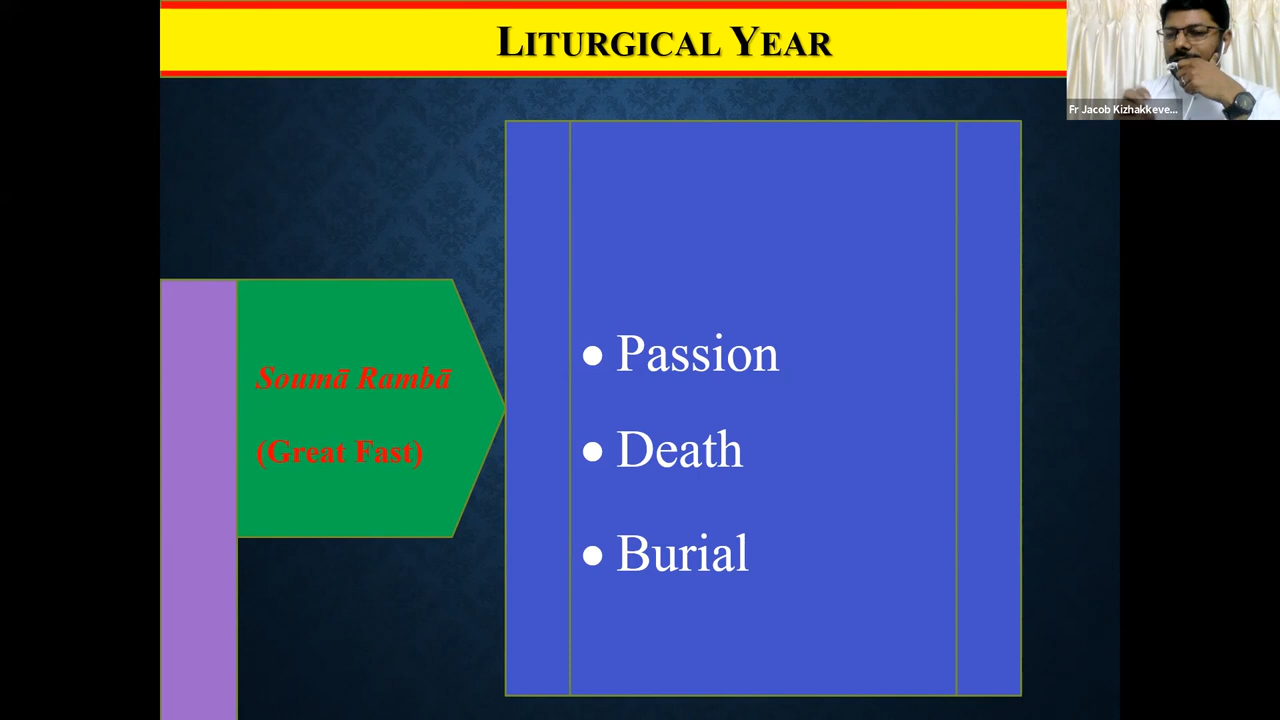 LITURGICAL YEAR
Fr Jacob Kizhakkeve...
Soumā Rambā
(Great Fast)
• Passion
• Death
• Burial